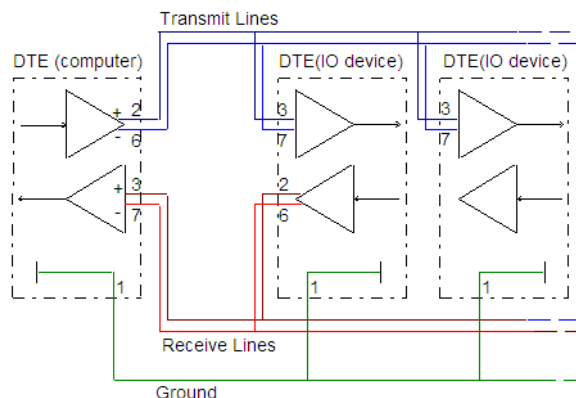 Transmit Lines
DTE (computer)
DTE(IO device)
DTE(IO device)
+ 2
- 6
3
7
3
7
+ 3
- 7
2
6
1
1
1
Receive Lines
Ground